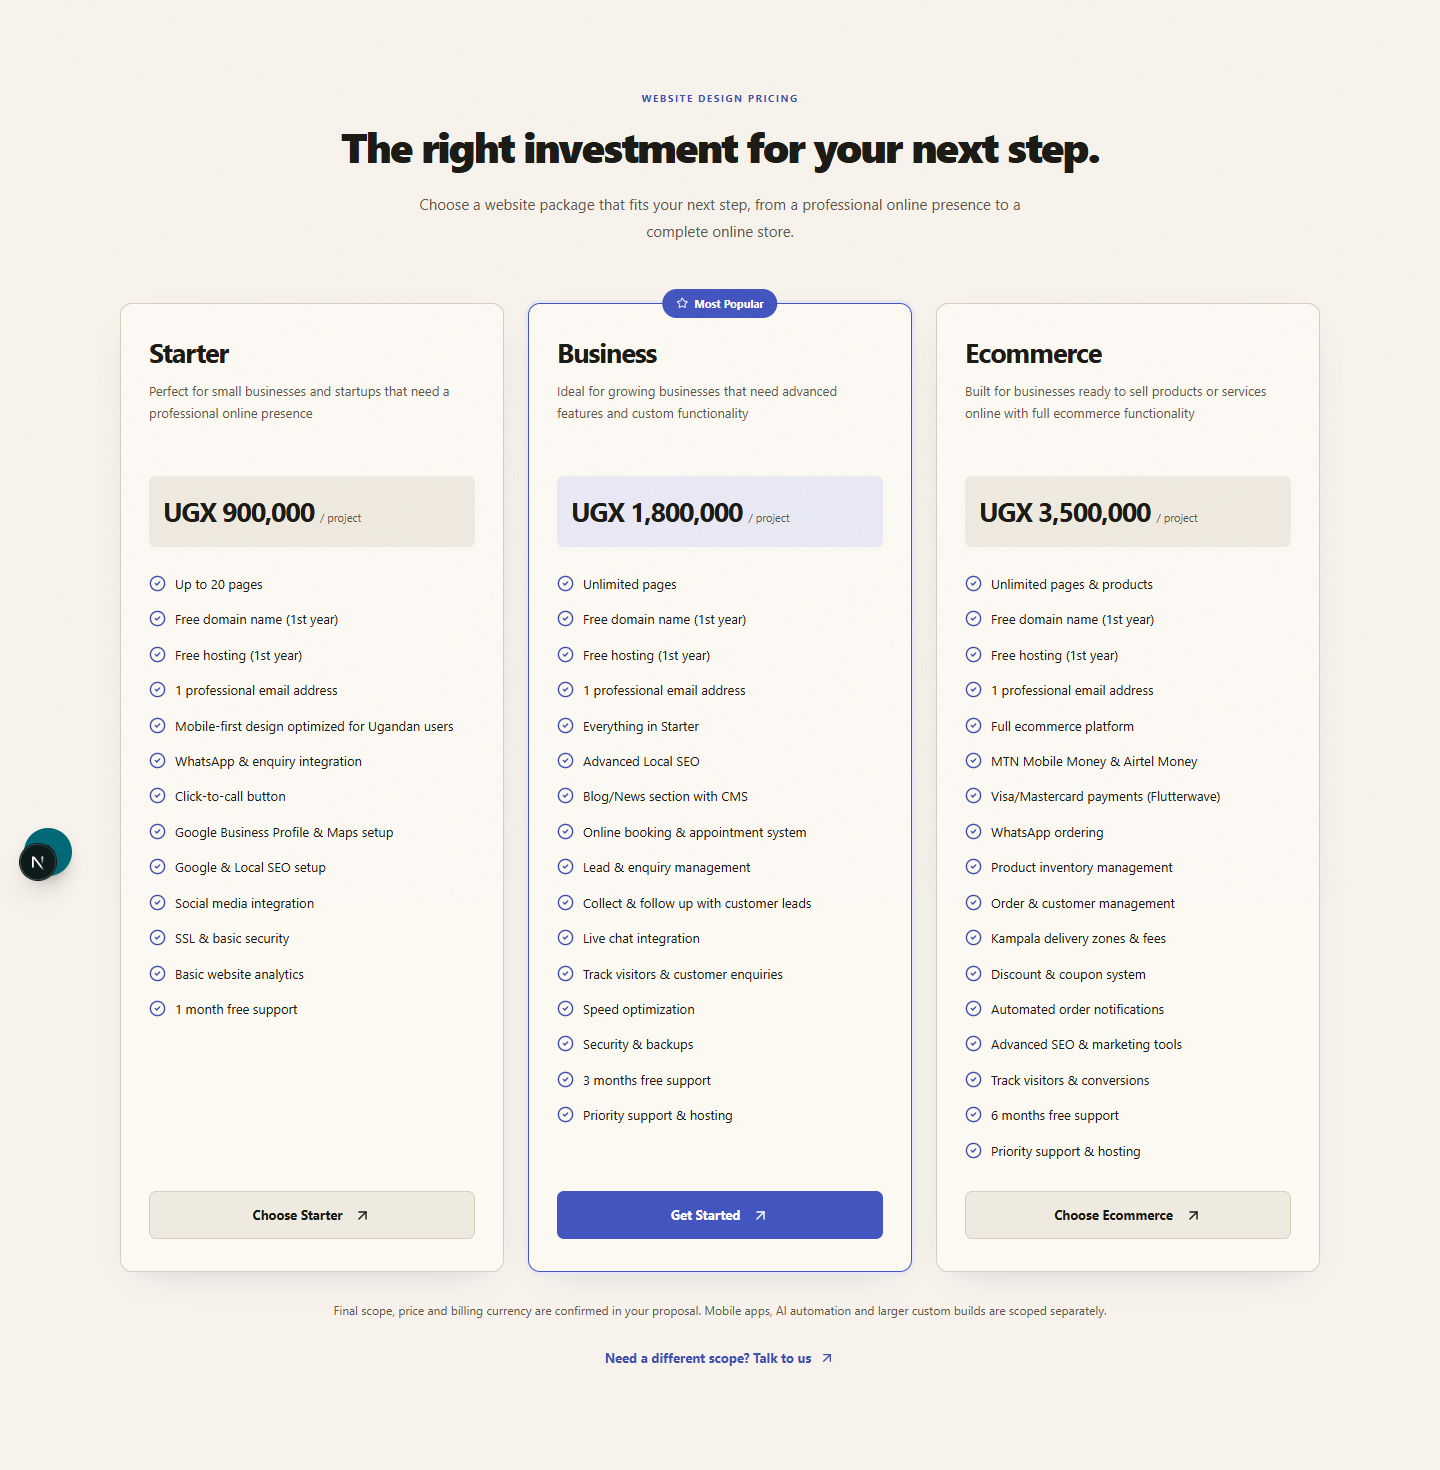 WEBSITE DESIGN PRICING
The right investment for your next step.
Choose a website package that fits your next step, from a professional online presence to a
complete online store.
Starter
Perfect for small businesses and startups that need a
professional online presence
UGX 900,000 / project
Up to 20 pages
Free domain name (1st year)
Free hosting (1st year)
1 professional email address
Mobile-first design optimized for Ugandan users
WhatsApp & enquiry integration
Click-to-call button
Google Business Profile & Maps setup
Google & Local SEO setup
Social media integration
SSL & basic security
Basic website analytics
1 month free support
Choose Starter
Most Popular
Business
Ideal for growing businesses that need advanced
features and custom functionality
UGX 1,800,000 / project
Unlimited pages
Free domain name (1st year)
Free hosting (1st year)
1 professional email address
Everything in Starter
Advanced Local SEO
Blog/News section with CMS
Online booking & appointment system
Lead & enquiry management
Collect & follow up with customer leads
Live chat integration
Track visitors & customer enquiries
Speed optimization
Security & backups
3 months free support
Priority support & hosting
Get Started
Ecommerce
Built for businesses ready to sell products or services
online with full ecommerce functionality
UGX 3,500,000 / project
Unlimited pages & products
Free domain name (1st year)
Free hosting (1st year)
1 professional email address
Full ecommerce platform
MTN Mobile Money & Airtel Money
Visa/Mastercard payments (Flutterwave)
WhatsApp ordering
Product inventory management
Order & customer management
Kampala delivery zones & fees
Discount & coupon system
Automated order notifications
Advanced SEO & marketing tools
Track visitors & conversions
6 months free support
Priority support & hosting
Choose Ecommerce
N
Final scope, price and billing currency are confirmed in your proposal. Mobile apps, AI automation and larger custom builds are scoped separately.
Need a different scope? Talk to us